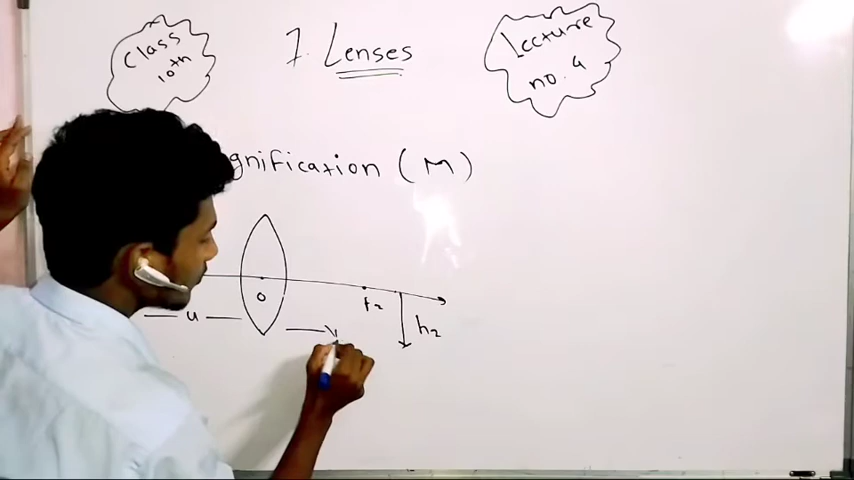 Class
10th
7. Lenses
Lecture
no. 4
gnification (M)
O
F2
h2
u
v